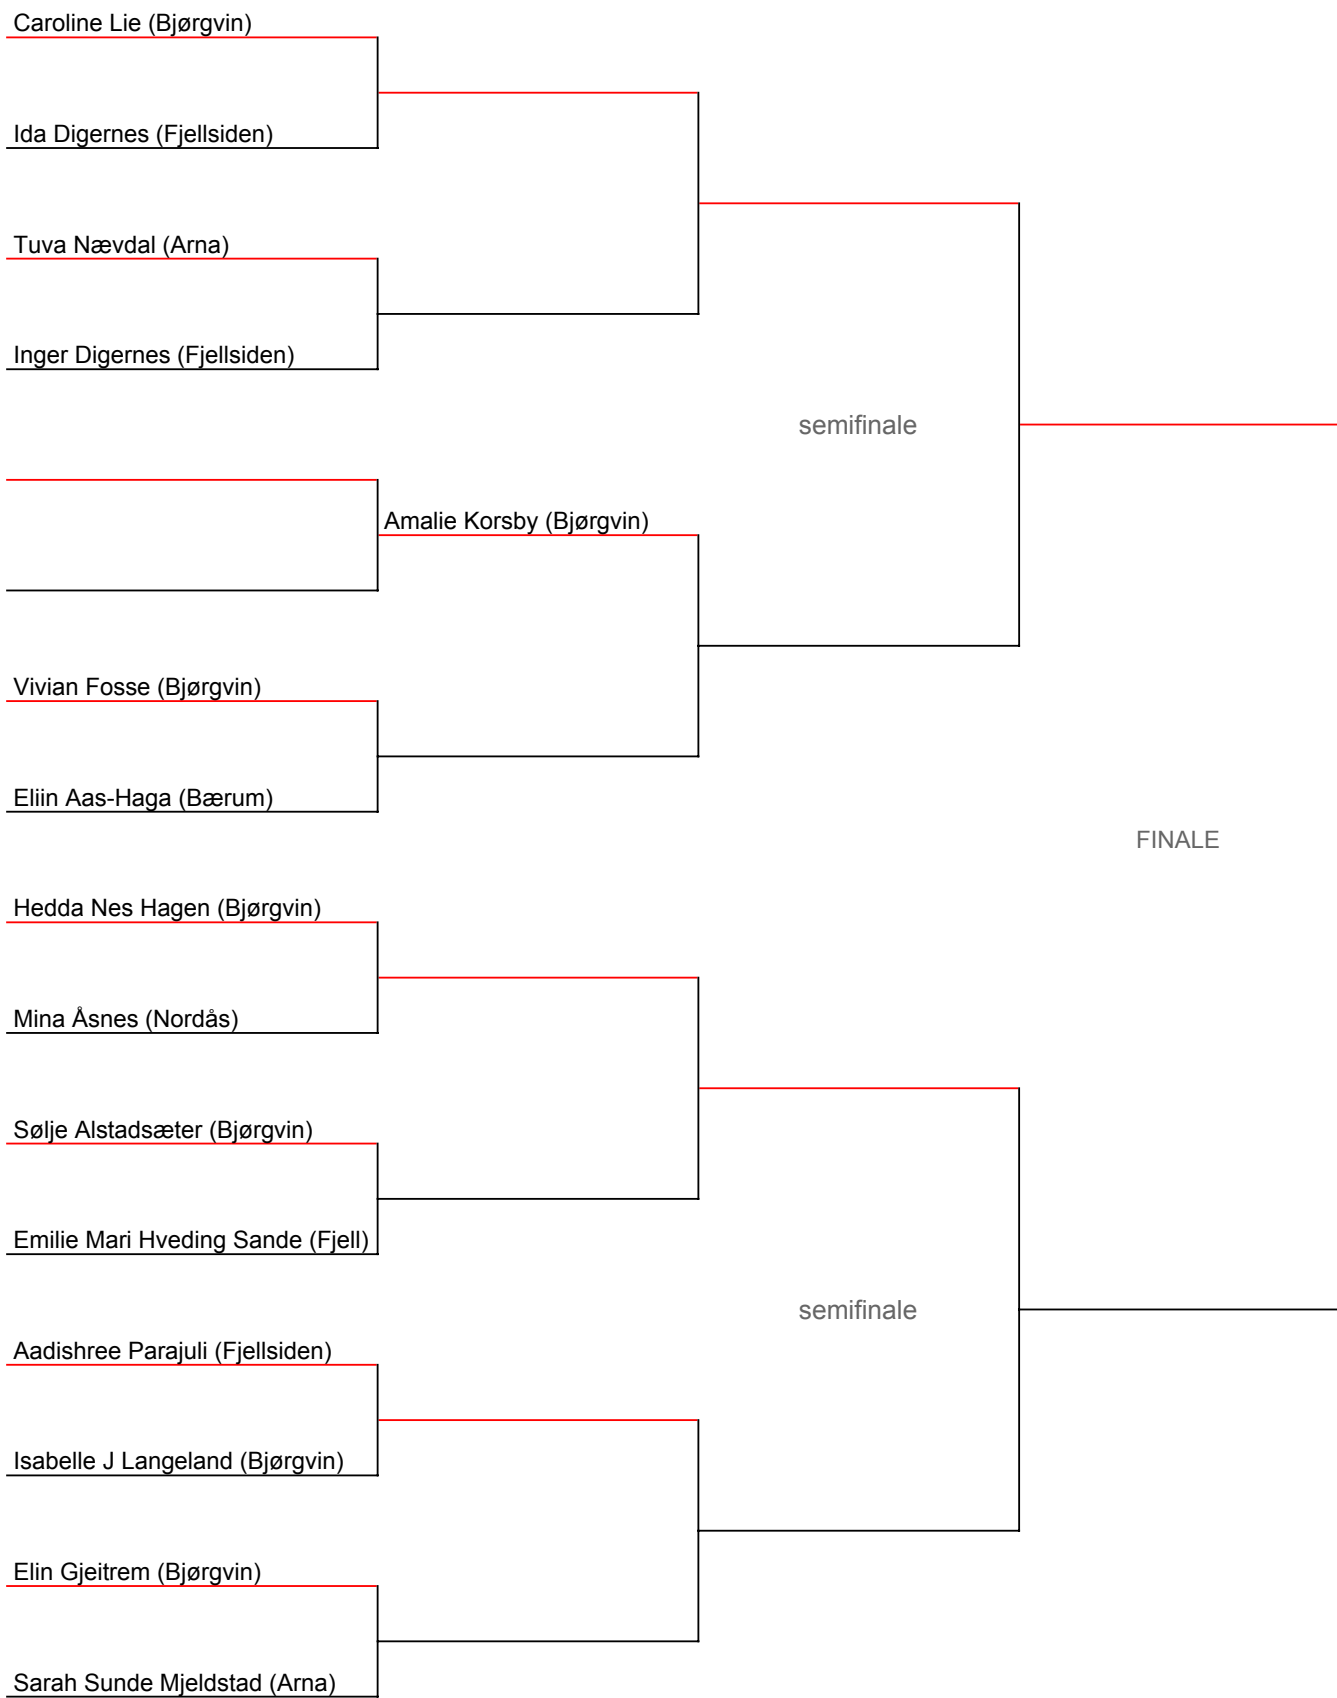 Caroline Lie (Bjørgvin)
Ida Digernes (Fjellsiden)
Tuva Nævdal (Arna)
Inger Digernes (Fjellsiden)
semifinale
Amalie Korsby (Bjørgvin)
Vivian Fosse (Bjørgvin)
Eliin Aas-Haga (Bærum)
FINALE
Hedda Nes Hagen (Bjørgvin)
Mina Åsnes (Nordås)
Sølje Alstadsæter (Bjørgvin)
Emilie Mari Hveding Sande (Fjell)
semifinale
Aadishree Parajuli (Fjellsiden)
Isabelle J Langeland (Bjørgvin)
Elin Gjeitrem (Bjørgvin)
Sarah Sunde Mjeldstad (Arna)